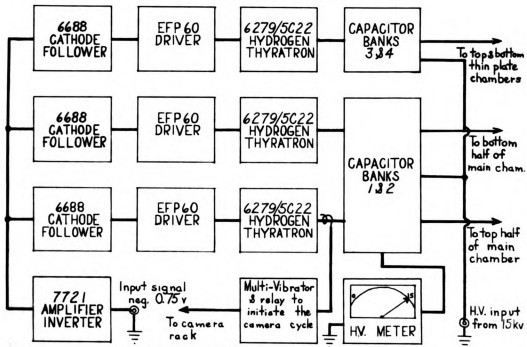 6688
CATHODE
FOLLOWER
EFP60
DRIVER
6279/5C22
HYDROGEN
THYRATRON
CAPACITOR
BANKS
3&4
To top & bottom
thin plate
chambers
6688
CATHODE
FOLLOWER
EFP60
DRIVER
6279/5C22
HYDROGEN
THYRATRON
CAPACITOR
BANKS
1&2
To bottom
half of
main cham.
6688
CATHODE
FOLLOWER
EFP60
DRIVER
6279/5C22
HYDROGEN
THYRATRON
To top half
of main
chamber
7721
AMPLIFIER
INVERTER
Input signal
neg. 0.75v
To camera
rack
Multi-Vibrator
& relay to
initiate the
camera cycle
0
15
H.V. METER
H.V. input
from 15kv